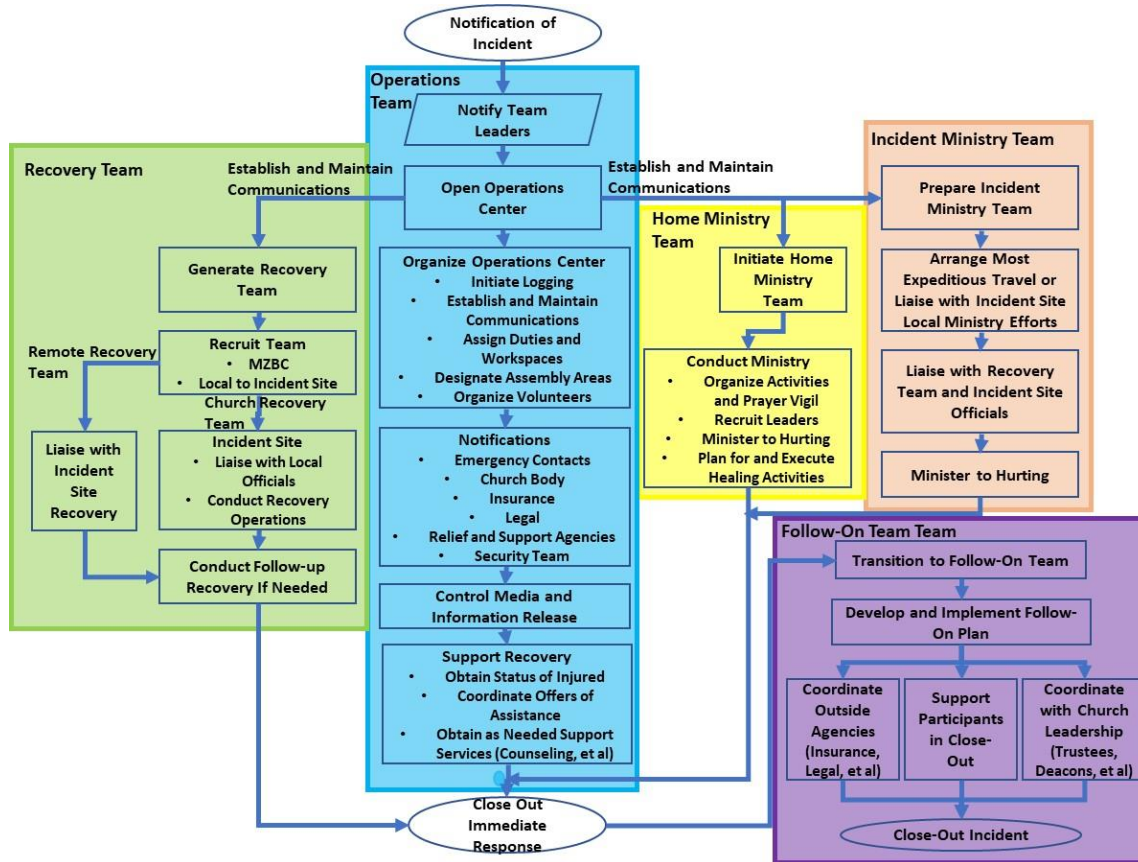 Notification of
Incident
Operations
Team
Notify Team
Leaders
Establish and Maintain
Communications
Open Operations
Center
Establish and Maintain
Communications
Organize Operations Center
• Initiate Logging
• Establish and Maintain
Communications
• Assign Duties and
Workspaces
• Designate Assembly Areas
• Organize Volunteers
Notifications
• Emergency Contacts
• Church Body
• Insurance
• Legal
• Relief and Support Agencies
• Security Team
Control Media and
Information Release
Support Recovery
• Obtain Status of Injured
• Coordinate Offers of
Assistance
• Obtain as Needed Support
Services (Counseling, et al)
Close Out
Immediate
Response
Recovery Team
Generate Recovery
Team
Recruit Team
• MZBC
• Local to Incident Site
Remote Recovery
Team
Church Recovery
Team
Liaise with
Incident
Site
Recovery
Incident Site
• Liaise with Local
Officials
• Conduct Recovery
Operations
Conduct Follow-up
Recovery If Needed
Home Ministry
Team
Initiate Home
Ministry
Team
Conduct Ministry
• Organize Activities
and Prayer Vigil
• Recruit Leaders
• Minister to Hurting
• Plan for and Execute
Healing Activities
Incident Ministry Team
Prepare Incident
Ministry Team
Arrange Most
Expeditious Travel or
Liaise with Incident Site
Local Ministry Efforts
Liaise with Recovery
Team and Incident Site
Officials
Minister to Hurting
Follow-On Team Team
Transition to Follow-On Team
Develop and Implement Follow-
On Plan
Coordinate
Outside
Agencies
(Insurance,
Legal, et al)
Support
Participants
in Close-
Out
Coordinate
with Church
Leadership
(Trustees,
Deacons, et al)
Close-Out Incident